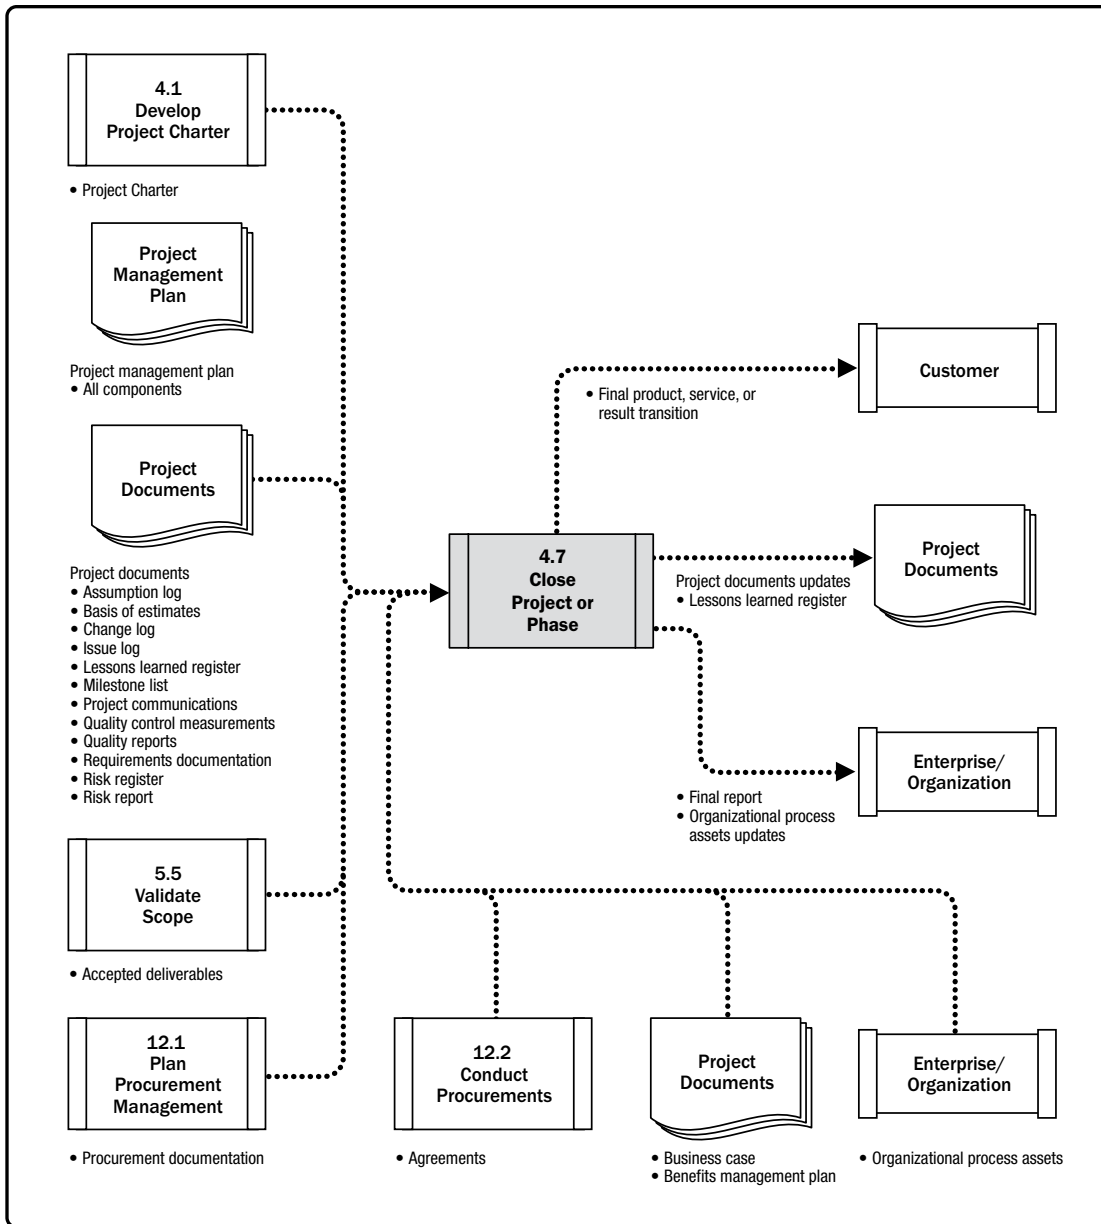 4.1
Develop
Project Charter
• Project Charter
Project
Management
Plan
Project management plan
• All components
Project
Documents
Project documents
• Assumption log
• Basis of estimates
• Change log
• Issue log
• Lessons learned register
• Milestone list
• Project communications
• Quality control measurements
• Quality reports
• Requirements documentation
• Risk register
• Risk report
5.5
Validate
Scope
• Accepted deliverables
12.1
Plan
Procurement
Management
• Procurement documentation
4.7
Close
Project or
Phase
• Final product, service, or
result transition
Customer
Project documents updates
• Lessons learned register
Project
Documents
• Final report
• Organizational process
assets updates
Enterprise/
Organization
12.2
Conduct
Procurements
• Agreements
Project
Documents
• Business case
• Benefits management plan
Enterprise/
Organization
• Organizational process assets